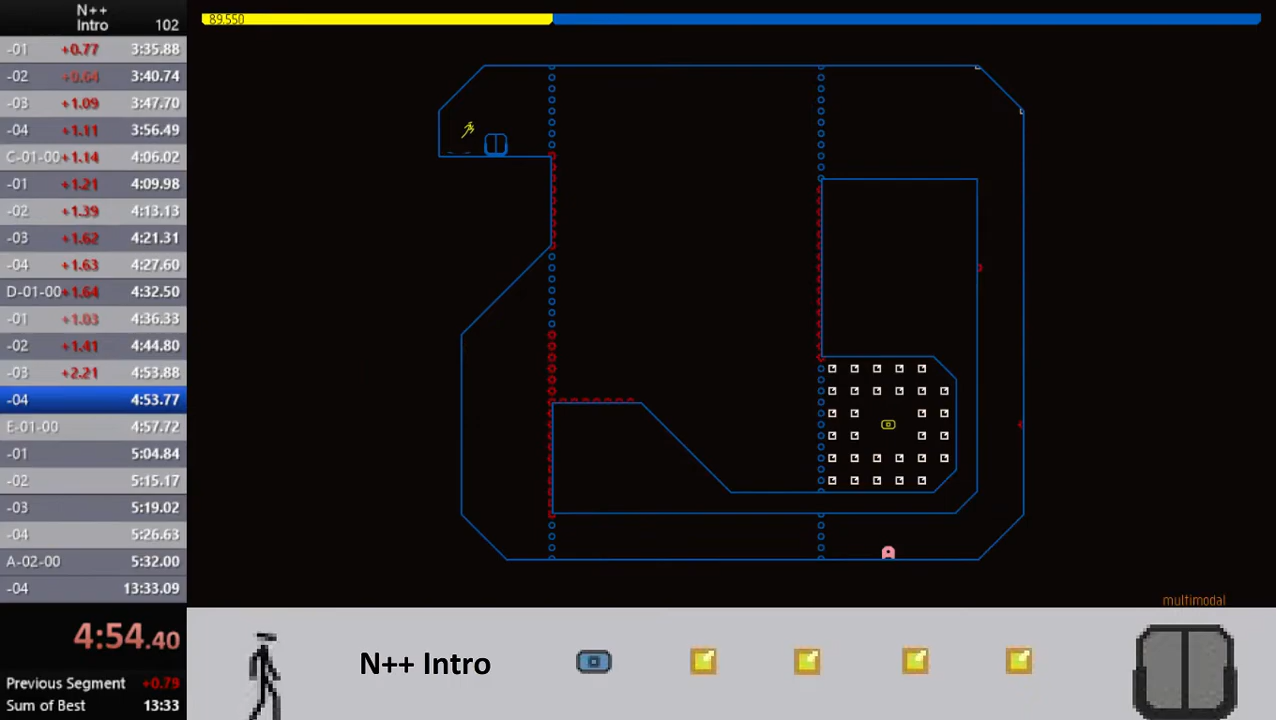 N++
Intro 102
89.550
-01 +0.77 3:35.88
-02 +0.64 3:40.74
-03 +1.09 3:47.70
-04 +1.11 3:56.49
C-01-00 +1.14 4:06.02
-01 +1.21 4:09.98
-02 +1.39 4:13.13
-03 +1.62 4:21.31
-04 +1.63 4:27.60
D-01-00 +1.64 4:32.50
-01 +1.03 4:36.33
-02 +1.41 4:44.80
-03 +2.21 4:53.88
-04 4:53.77
E-01-00 4:57.72
-01 5:04.84
-02 5:15.17
-03 5:19.02
-04 5:26.63
A-02-00 5:32.00
-04 13:33.09
4:54.40
Previous Segment +0.79
Sum of Best 13:33
multimodal
N++ Intro